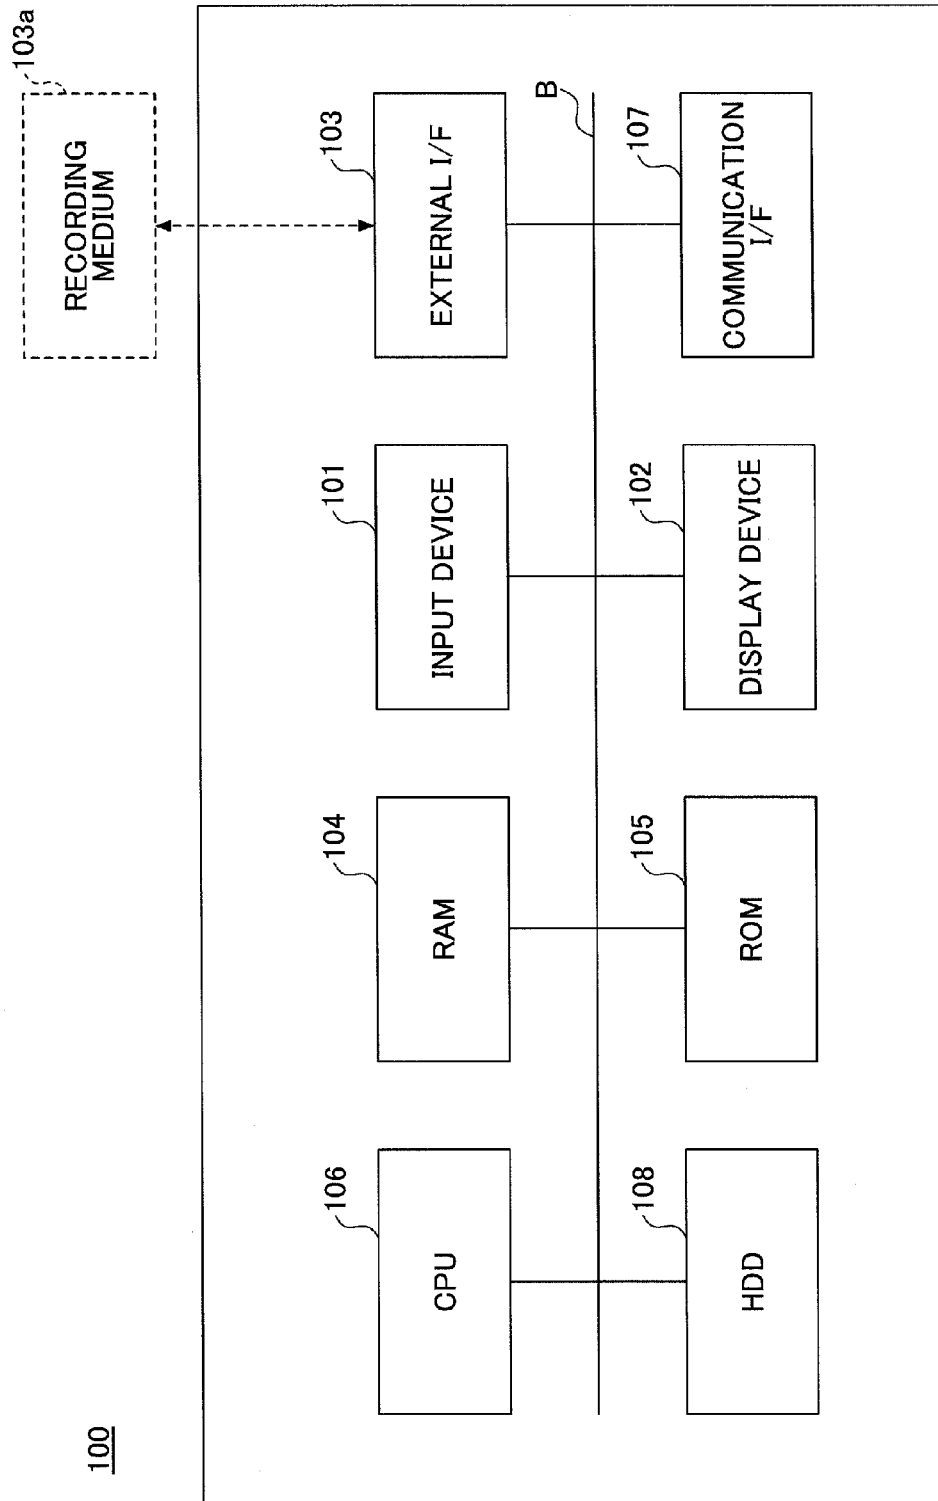 100
103a
RECORDING
MEDIUM
106
CPU
104
RAM
101
INPUT DEVICE
103
EXTERNAL I/F
B
108
HDD
105
ROM
102
DISPLAY DEVICE
107
COMMUNICATION
I/F